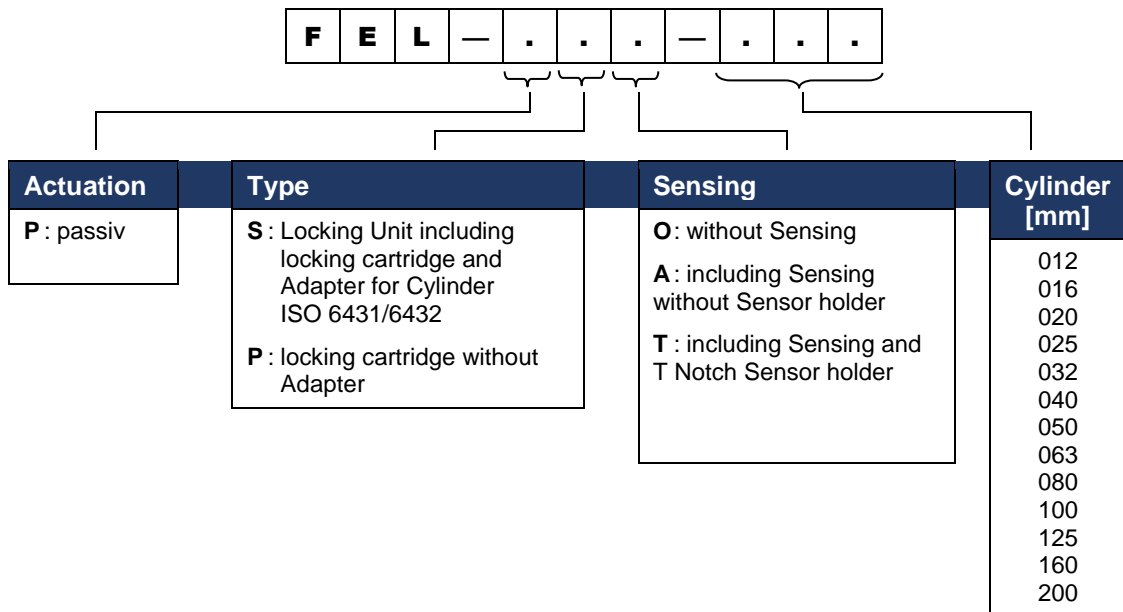 F E L — . . . — . . .
Actuation
P : passiv
Type
S : Locking Unit including
locking cartridge and
Adapter for Cylinder
ISO 6431/6432
P : locking cartridge without
Adapter
Sensing
O : without Sensing
A : including Sensing
without Sensor holder
T : including Sensing and
T Notch Sensor holder
Cylinder
[mm]
012
016
020
025
032
040
050
063
080
100
125
160
200